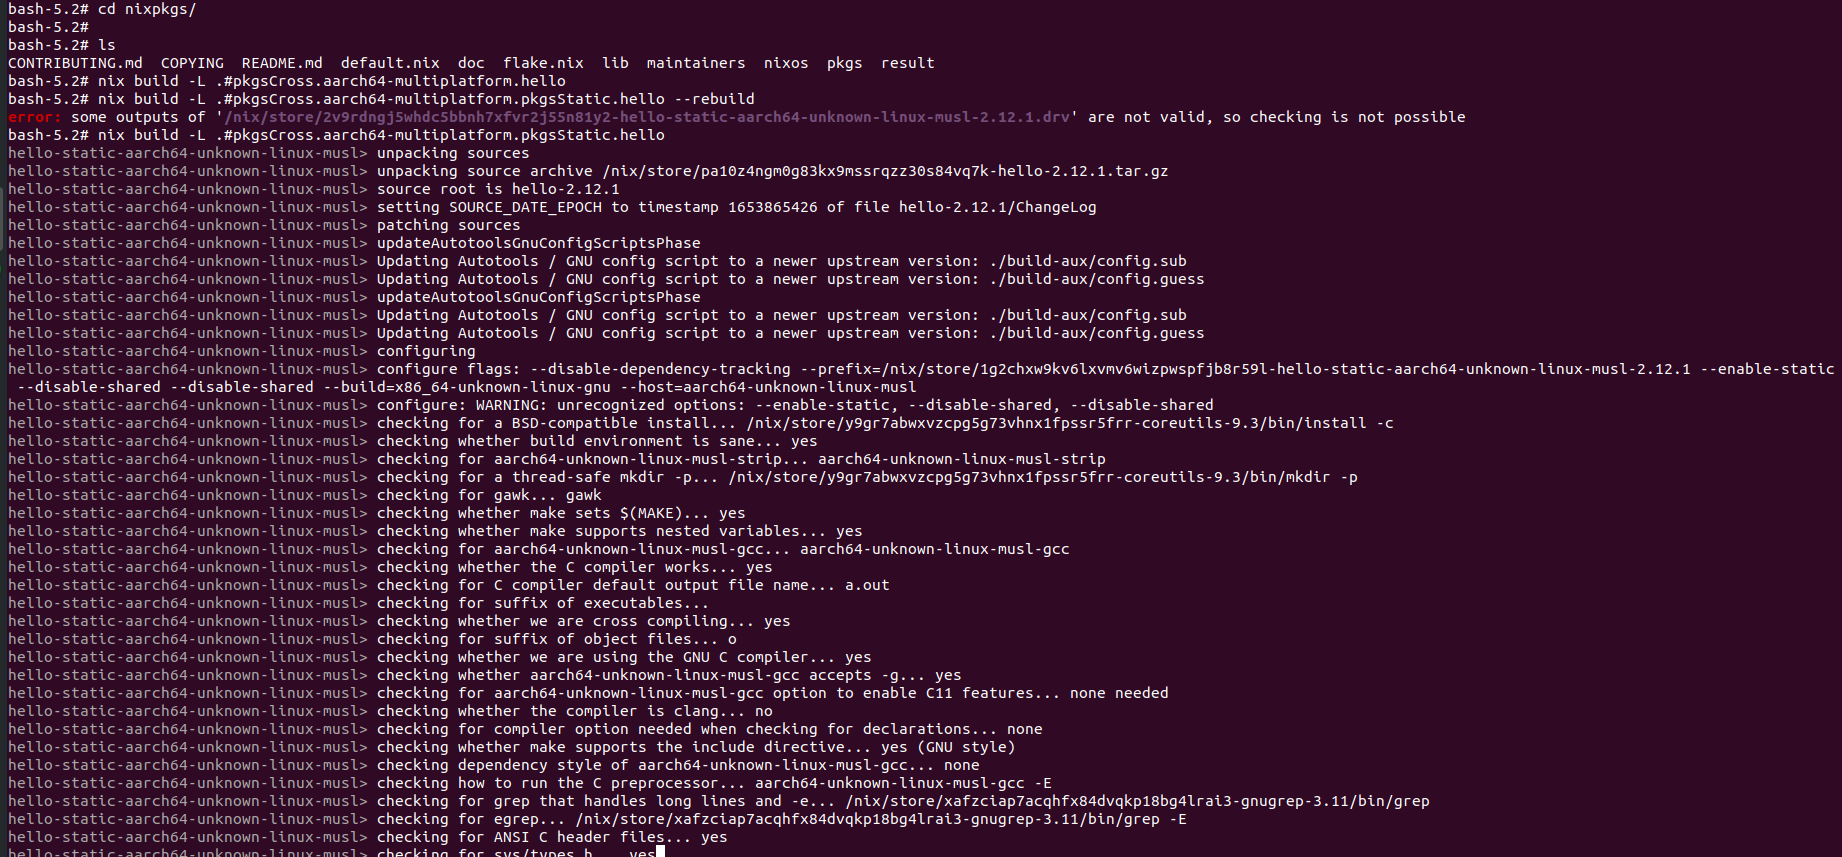 bash-5.2# cd nixpkgs/
bash-5.2#
bash-5.2# ls
CONTRIBUTING.md  COPYING  README.md  default.nix  doc  flake.nix  lib  maintainers  nixos  pkgs  result
bash-5.2# nix build -L .#pkgsCross.aarch64-multiplatform.hello
bash-5.2# nix build -L .#pkgsCross.aarch64-multiplatform.pkgsStatic.hello --rebuild
error: some outputs of '/nix/store/2v9rdngj5whdc5bbnh7xfvr2j55n81y2-hello-static-aarch64-unknown-linux-musl-2.12.1.drv' are not valid, so checking is not possible
bash-5.2# nix build -L .#pkgsCross.aarch64-multiplatform.pkgsStatic.hello
hello-static-aarch64-unknown-linux-musl> unpacking sources
hello-static-aarch64-unknown-linux-musl> unpacking source archive /nix/store/pa10z4ngm0g83kx9mssrqzz30s84vq7k-hello-2.12.1.tar.gz
hello-static-aarch64-unknown-linux-musl> source root is hello-2.12.1
hello-static-aarch64-unknown-linux-musl> setting SOURCE_DATE_EPOCH to timestamp 1653865426 of file hello-2.12.1/ChangeLog
hello-static-aarch64-unknown-linux-musl> patching sources
hello-static-aarch64-unknown-linux-musl> updateAutotoolsGnuConfigScriptsPhase
hello-static-aarch64-unknown-linux-musl> Updating Autotools / GNU config script to a newer upstream version: ./build-aux/config.sub
hello-static-aarch64-unknown-linux-musl> Updating Autotools / GNU config script to a newer upstream version: ./build-aux/config.guess
hello-static-aarch64-unknown-linux-musl> updateAutotoolsGnuConfigScriptsPhase
hello-static-aarch64-unknown-linux-musl> Updating Autotools / GNU config script to a newer upstream version: ./build-aux/config.sub
hello-static-aarch64-unknown-linux-musl> Updating Autotools / GNU config script to a newer upstream version: ./build-aux/config.guess
hello-static-aarch64-unknown-linux-musl> configuring
hello-static-aarch64-unknown-linux-musl> configure flags: --disable-dependency-tracking --prefix=/nix/store/1g2chxw9kv6lxvmv6wizpwspfjb8r59l-hello-static-aarch64-unknown-linux-musl-2.12.1 --enable-static
 --disable-shared --disable-shared --build=x86_64-unknown-linux-gnu --host=aarch64-unknown-linux-musl
hello-static-aarch64-unknown-linux-musl> configure: WARNING: unrecognized options: --enable-static, --disable-shared, --disable-shared
hello-static-aarch64-unknown-linux-musl> checking for a BSD-compatible install... /nix/store/y9gr7abwxvzcpg5g73vhnx1fpssr5frr-coreutils-9.3/bin/install -c
hello-static-aarch64-unknown-linux-musl> checking whether build environment is sane... yes
hello-static-aarch64-unknown-linux-musl> checking for aarch64-unknown-linux-musl-strip... aarch64-unknown-linux-musl-strip
hello-static-aarch64-unknown-linux-musl> checking for a thread-safe mkdir -p... /nix/store/y9gr7abwxvzcpg5g73vhnx1fpssr5frr-coreutils-9.3/bin/mkdir -p
hello-static-aarch64-unknown-linux-musl> checking for gawk... gawk
hello-static-aarch64-unknown-linux-musl> checking whether make sets $(MAKE)... yes
hello-static-aarch64-unknown-linux-musl> checking whether make supports nested variables... yes
hello-static-aarch64-unknown-linux-musl> checking for aarch64-unknown-linux-musl-gcc... aarch64-unknown-linux-musl-gcc
hello-static-aarch64-unknown-linux-musl> checking whether the C compiler works... yes
hello-static-aarch64-unknown-linux-musl> checking for C compiler default output file name... a.out
hello-static-aarch64-unknown-linux-musl> checking for suffix of executables...
hello-static-aarch64-unknown-linux-musl> checking whether we are cross compiling... yes
hello-static-aarch64-unknown-linux-musl> checking for suffix of object files... o
hello-static-aarch64-unknown-linux-musl> checking whether we are using the GNU C compiler... yes
hello-static-aarch64-unknown-linux-musl> checking whether aarch64-unknown-linux-musl-gcc accepts -g... yes
hello-static-aarch64-unknown-linux-musl> checking for aarch64-unknown-linux-musl-gcc option to enable C11 features... none needed
hello-static-aarch64-unknown-linux-musl> checking whether the compiler is clang... no
hello-static-aarch64-unknown-linux-musl> checking for compiler option needed when checking for declarations... none
hello-static-aarch64-unknown-linux-musl> checking whether make supports the include directive... yes (GNU style)
hello-static-aarch64-unknown-linux-musl> checking dependency style of aarch64-unknown-linux-musl-gcc... none
hello-static-aarch64-unknown-linux-musl> checking how to run the C preprocessor... aarch64-unknown-linux-musl-gcc -E
hello-static-aarch64-unknown-linux-musl> checking for grep that handles long lines and -e... /nix/store/xafzciap7acqhfx84dvqkp18bg4lrai3-gnugrep-3.11/bin/grep
hello-static-aarch64-unknown-linux-musl> checking for egrep... /nix/store/xafzciap7acqhfx84dvqkp18bg4lrai3-gnugrep-3.11/bin/grep -E
hello-static-aarch64-unknown-linux-musl> checking for ANSI C header files... yes
hello-static-aarch64-unknown-linux-musl> checking for sys/types.h... yes